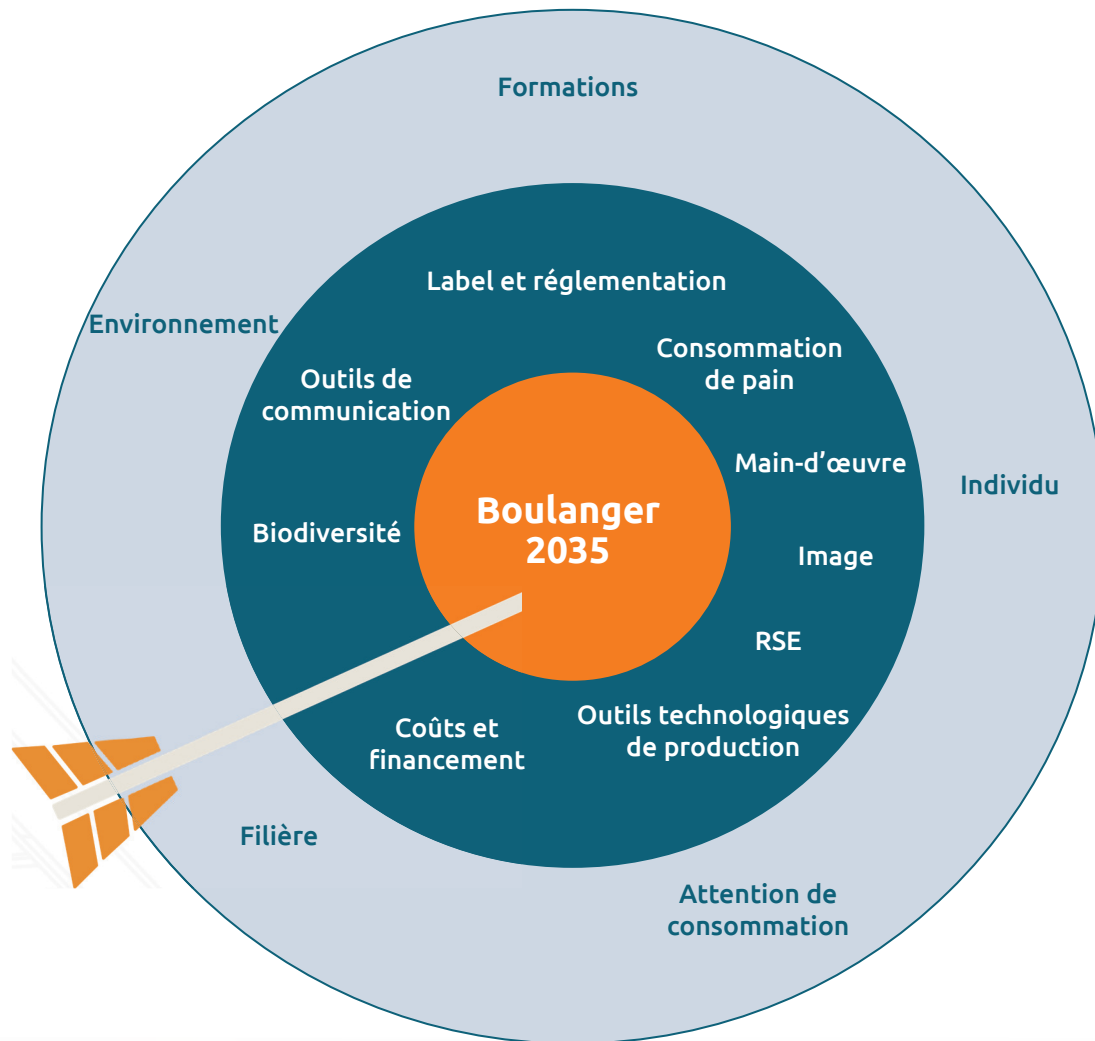 Formations
Label et réglementation
Environnement
Consommation
de pain
Outils de
communication
Main-d'œuvre
Individu
Boulanger
2035
Biodiversité
Image
RSE
Outils technologiques
de production
Coûts et
financement
Filière
Attention de
consommation